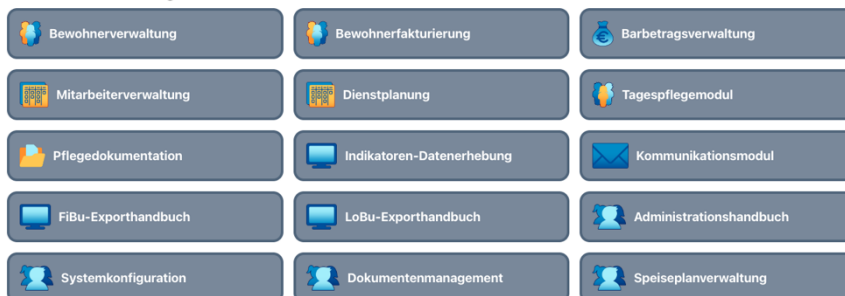 Bewohnerverwaltung
Bewohnerfakturierung
Barbetragsverwaltung
Mitarbeiterverwaltung
Dienstplanung
Tagespflegemodul
Pflegedokumentation
Indikatoren-Datenerhebung
Kommunikationsmodul
FiBu-Exporthandbuch
LoBu-Exporthandbuch
Administrationshandbuch
Systemkonfiguration
Dokumentenmanagement
Speiseplanverwaltung